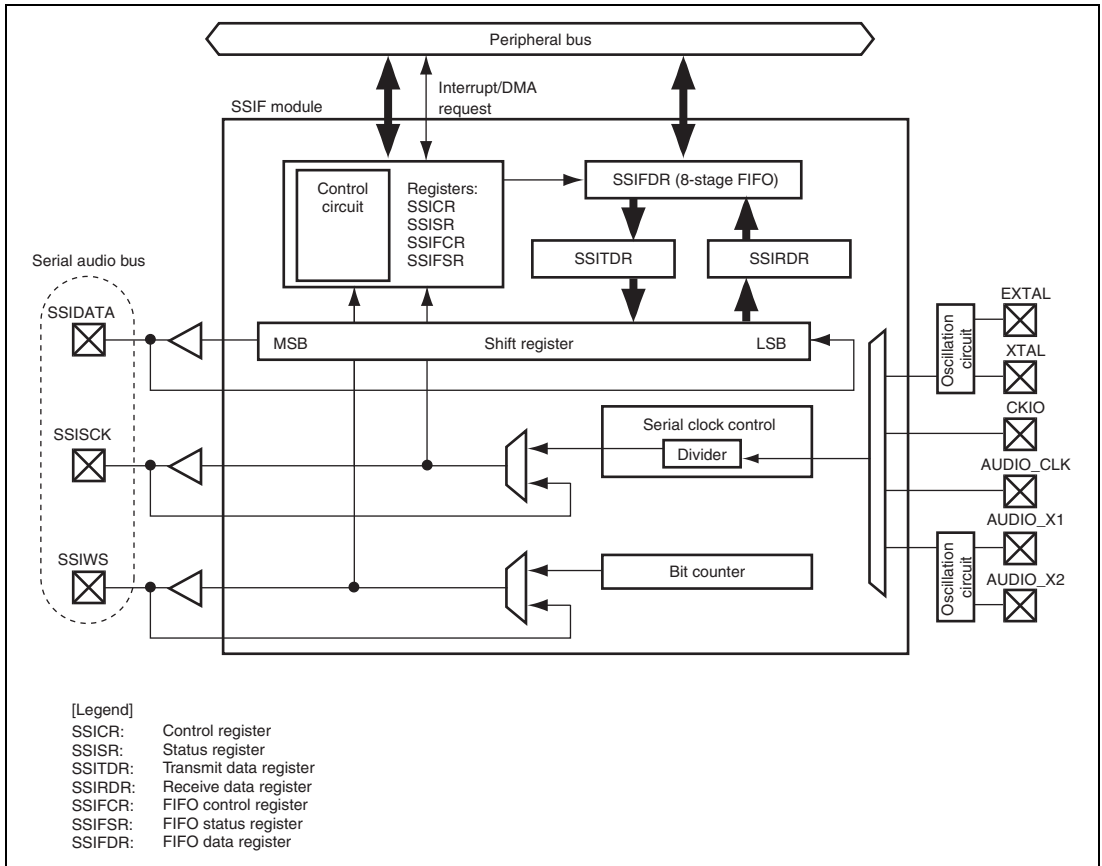 Peripheral bus
Interrupt/DMA
request
SSIF module
Control
circuit
Registers:
SSICR
SSISR
SSIFCR
SSIFSR
SSIFDR (8-stage FIFO)
SSITDR
SSIRDR
Serial audio bus
SSIDATA
MSB
Shift register
LSB
EXTAL
Oscillation
circuit
XTAL
CKIO
SSISCK
Serial clock control
Divider
AUDIO_CLK
AUDIO_X1
SSIWS
Bit counter
Oscillation
circuit
AUDIO_X2
[Legend]
SSICR: Control register
SSISR: Status register
SSITDR: Transmit data register
SSIRDR: Receive data register
SSIFCR: FIFO control register
SSIFSR: FIFO status register
SSIFDR: FIFO data register